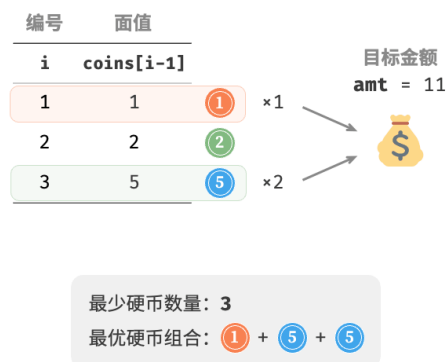 编号 面值
i coins[i-1]
1 1 1 ×1
2 2 2
3 5 5 ×2
目标金额
amt = 11
$
最少硬币数量：3
最优硬币组合：1 + 5 + 5